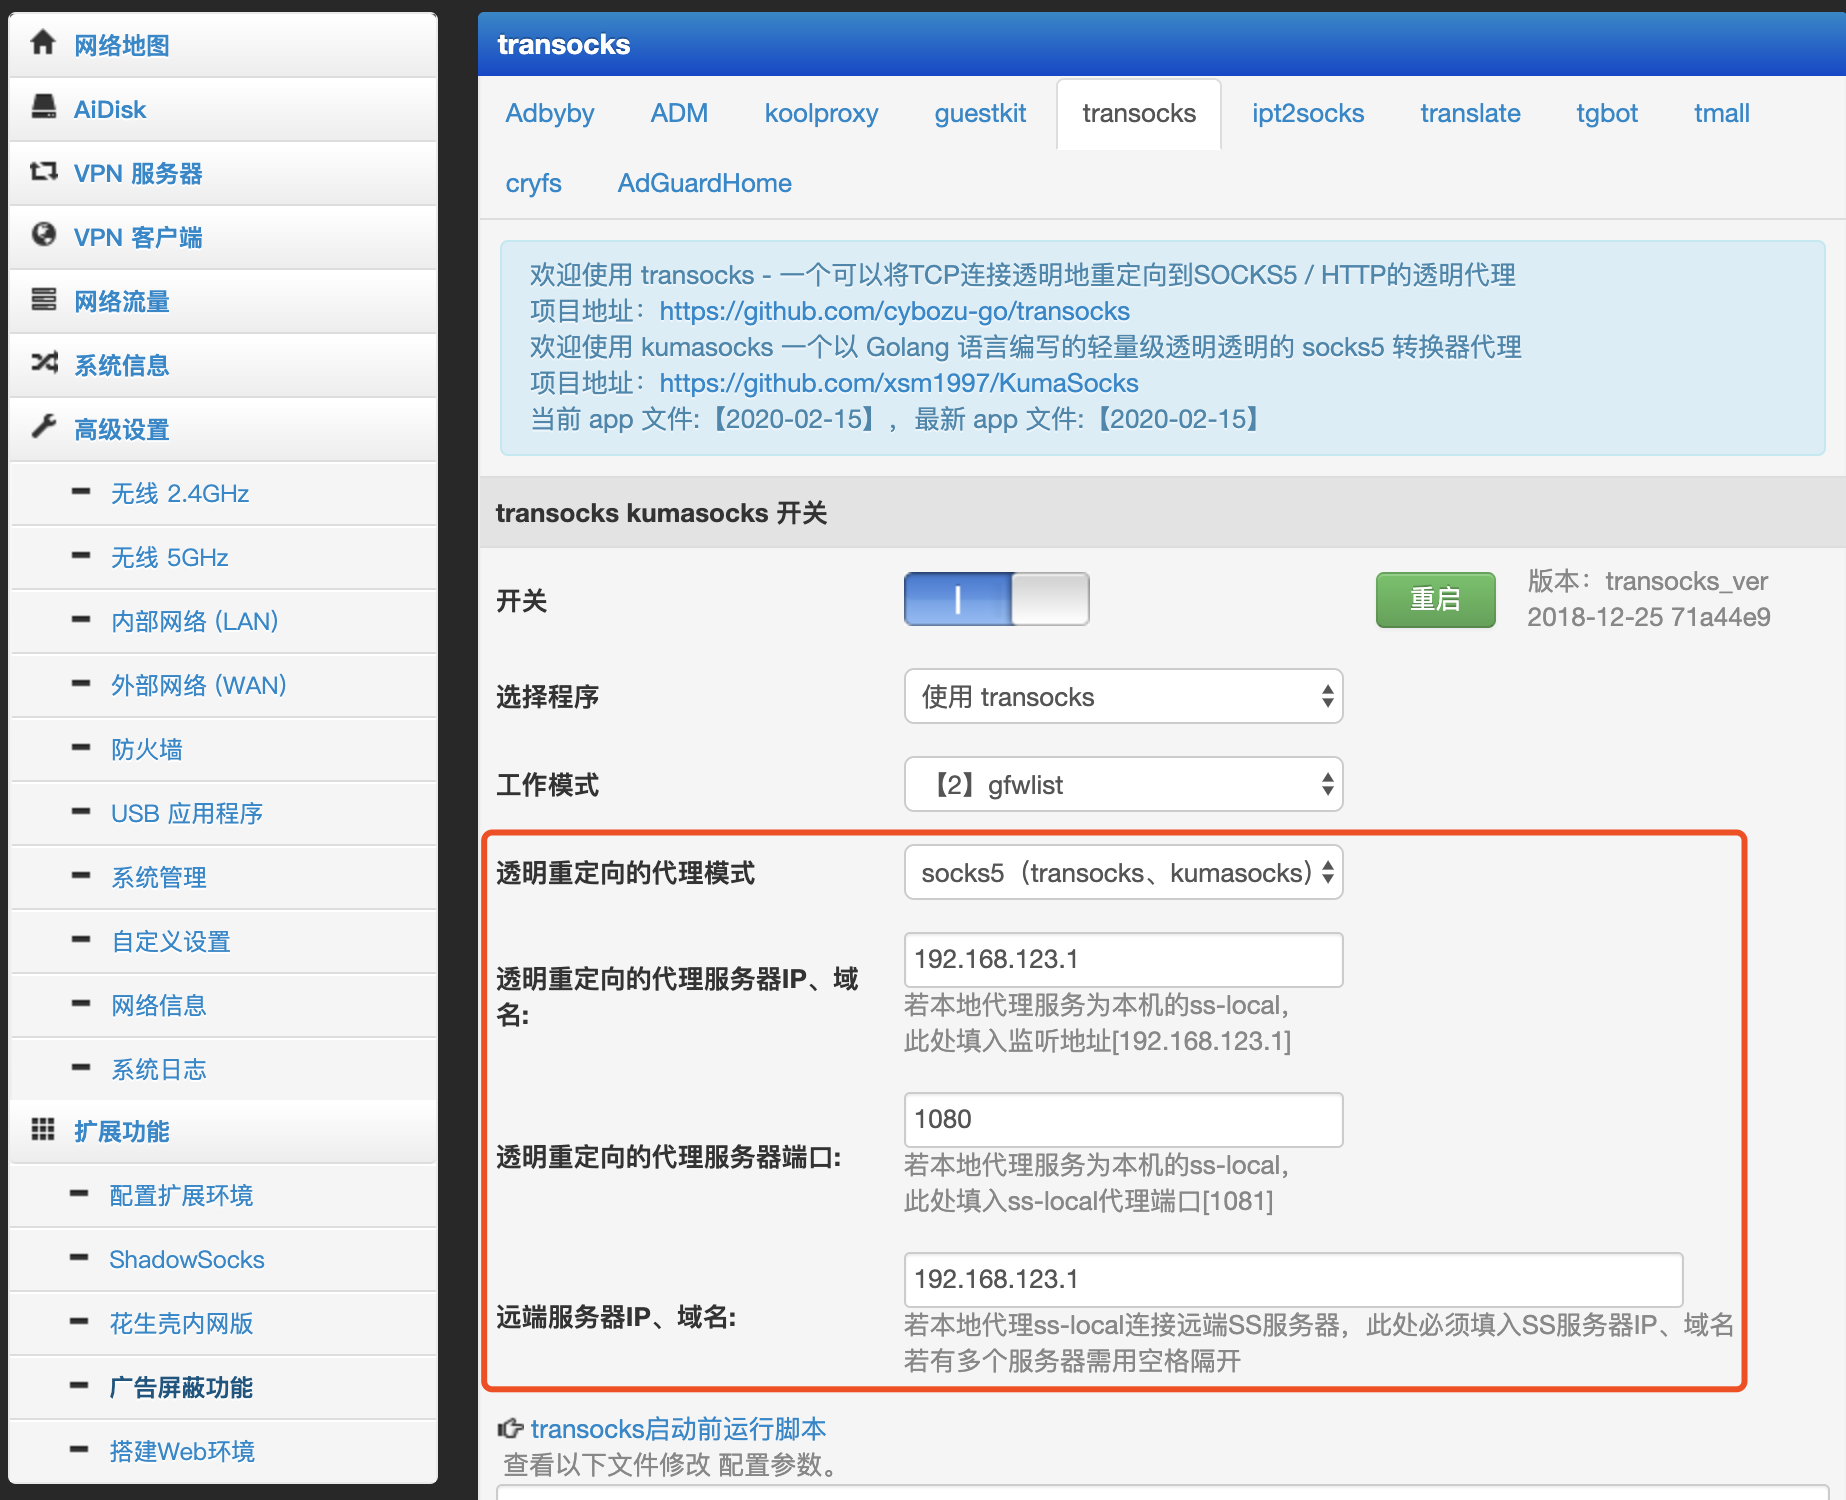 网络地图
AiDisk
VPN 服务器
VPN 客户端
网络流量
系统信息
高级设置
无线 2.4GHz
无线 5GHz
内部网络 (LAN)
外部网络 (WAN)
防火墙
USB 应用程序
系统管理
自定义设置
网络信息
系统日志
扩展功能
配置扩展环境
ShadowSocks
花生壳内网版
广告屏蔽功能
搭建Web环境
transocks
Adbyby ADM koolproxy guestkit transocks ipt2socks translate tgbot tmall
cryfs AdGuardHome
欢迎使用 transocks - 一个可以将TCP连接透明地重定向到SOCKS5 / HTTP的透明代理
项目地址：https://github.com/cybozu-go/transocks
欢迎使用 kumasocks 一个以 Golang 语言编写的轻量级透明透明的 socks5 转换器代理
项目地址：https://github.com/xsm1997/KumaSocks
当前 app 文件:【2020-02-15】，最新 app 文件:【2020-02-15】
transocks kumasocks 开关
开关
重启
版本：transocks_ver
2018-12-25 71a44e9
选择程序
使用 transocks
工作模式
【2】gfwlist
透明重定向的代理模式
socks5（transocks、kumasocks）
透明重定向的代理服务器IP、域
名:
192.168.123.1
若本地代理服务为本机的ss-local，
此处填入监听地址[192.168.123.1]
透明重定向的代理服务器端口:
1080
若本地代理服务为本机的ss-local，
此处填入ss-local代理端口[1081]
远端服务器IP、域名:
192.168.123.1
若本地代理ss-local连接远端SS服务器，此处必须填入SS服务器IP、域名
若有多个服务器需用空格隔开
transocks启动前运行脚本
查看以下文件修改 配置参数。